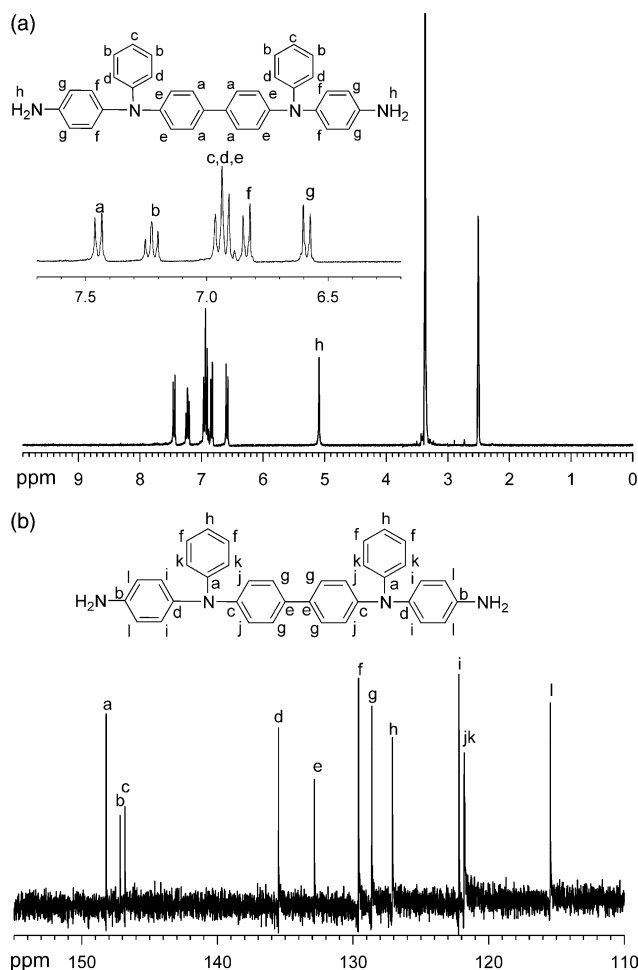 (a)
c c
b b b b
h g f d d a a d d f g h
H₂N N e e N NH₂
g f e a a e f g
c,d,e
a b f g
7.5 7.0 6.5
h
ppm 9 8 7 6 5 4 3 2 1 0
(b)
h h
f f f f
l i k k j g g j k k i l
a a
H₂N b d N c e e c N d b NH₂
l i j g g j i l
a b c d e f g h i jk l
ppm 150 140 130 120 110